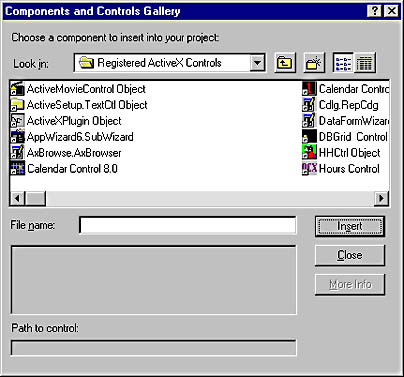 Components and Controls Gallery
Choose a component to insert into your project:
Look in: Registered ActiveX Controls
ActiveMovieControl Object
ActiveSetup.TextCtl Object
ActiveXPlugin Object
AppWizard6.SubWizard
AxBrowse.AxBrowser
Calendar Control 8.0
Calendar Contro
Cdlg.RepCdg
DataFormWizar
DBGrid Control
HHCtrl Object
Hours Control
File name:
Insert
Close
More Info
Path to control: